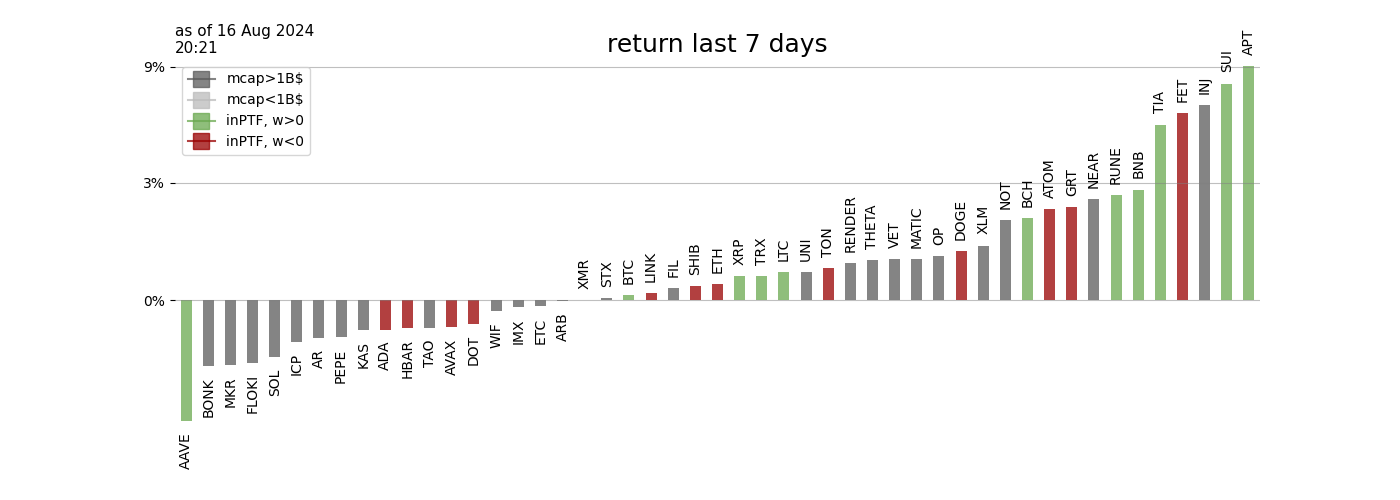 as of 16 Aug 2024
20:21
return last 7 days
9%
3%
0%
mcap>1B$
mcap<1B$
inPTF, w>0
inPTF, w<0
AAVE
BONK
MKR
FLOKI
SOL
ICP
AR
PEPE
KAS
ADA
HBAR
TAO
AVAX
DOT
WIF
IMX
ETC
ARB
XMR
STX
BTC
LINK
FIL
SHIB
ETH
XRP
TRX
LTC
UNI
TON
RENDER
THETA
VET
MATIC
OP
DOGE
XLM
NOT
BCH
ATOM
GRT
NEAR
RUNE
BNB
TIA
FET
INJ
SUI
APT